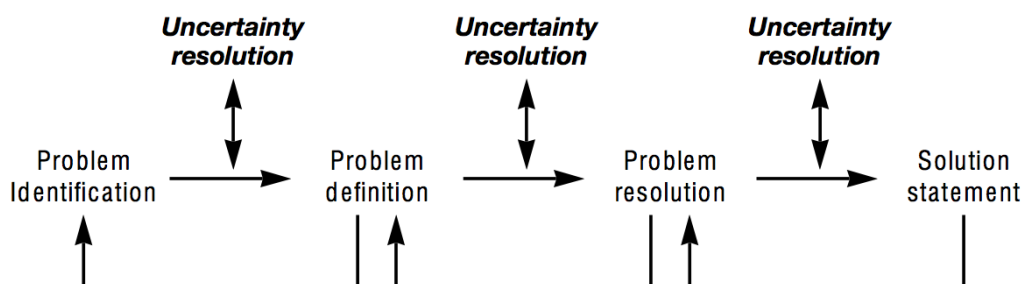 Uncertainty
resolution
Uncertainty
resolution
Uncertainty
resolution
Problem
Identification
Problem
definition
Problem
resolution
Solution
statement